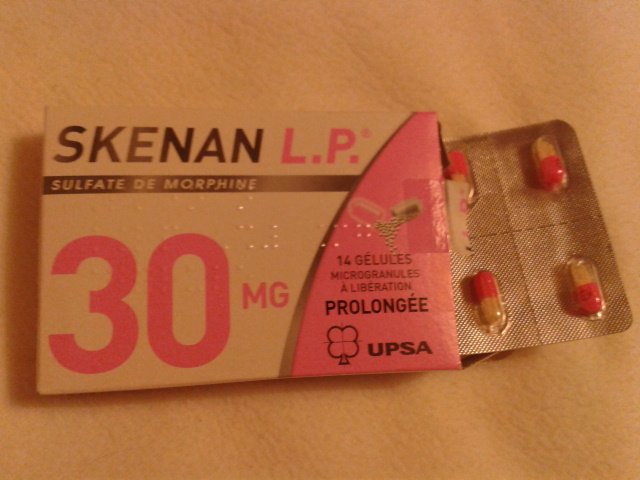 SKENAN L.P.®
SULFATE DE MORPHINE
30 MG
14 GÉLULES
MICROGRANULES
À LIBÉRATION
PROLONGÉE
UPSA